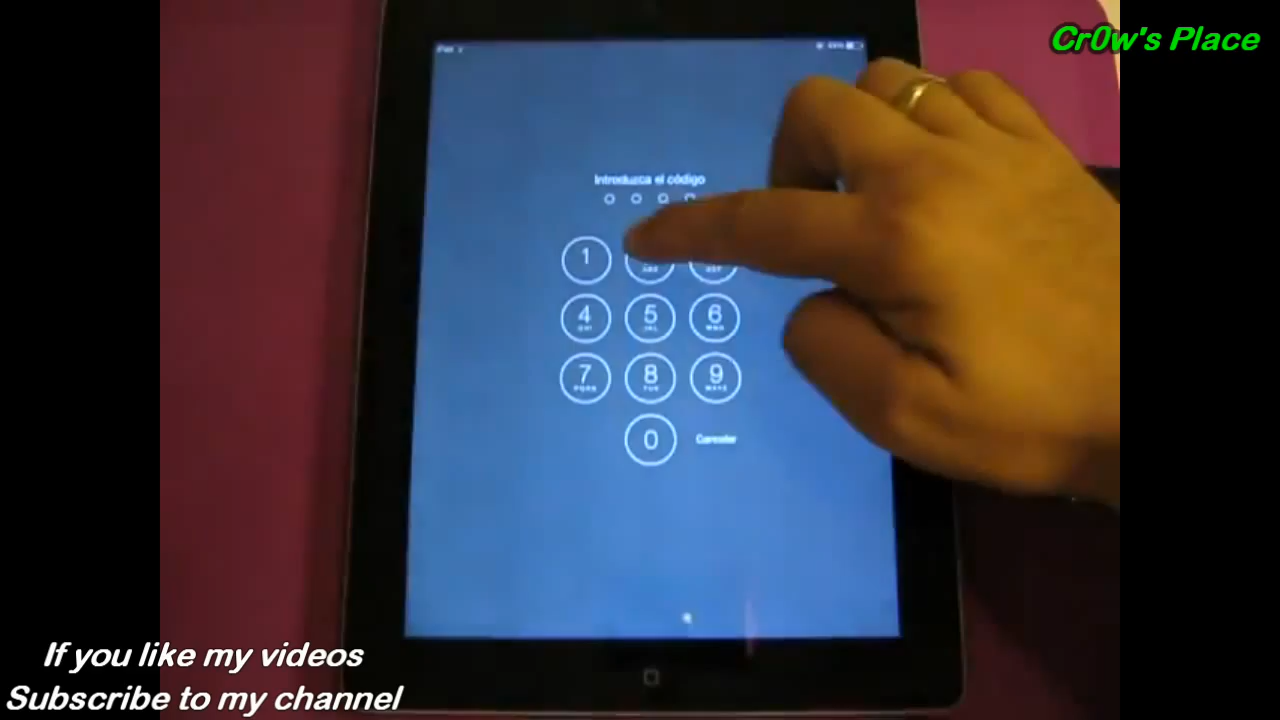 Cr0w's Place
iPad
Introduzca el código
1
4
5
6
7
8
9
0
Cancelar
If you like my videos
Subscribe to my channel